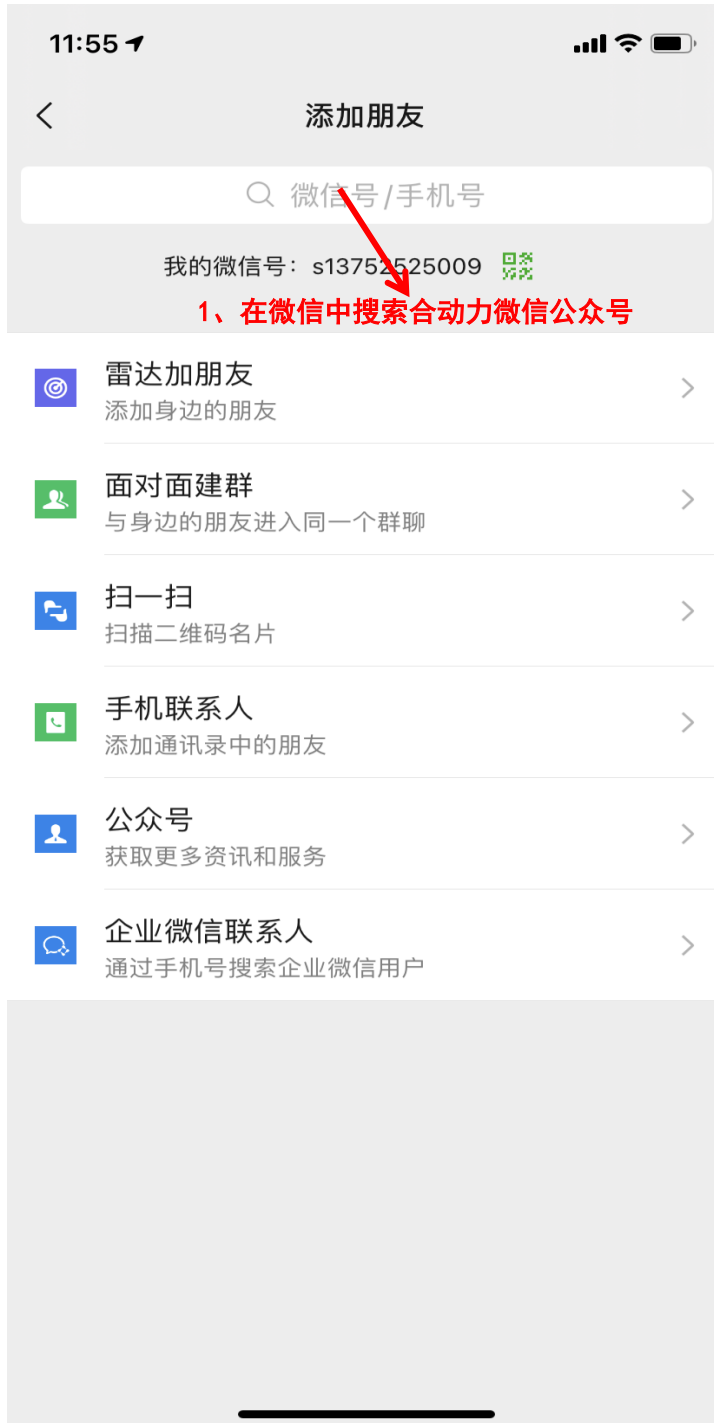 11:55
添加朋友
微信号/手机号
我的微信号：s13752525009
1、在微信中搜索合动力微信公众号
雷达加朋友
添加身边的朋友
面对面建群
与身边的朋友进入同一个群聊
扫一扫
扫描二维码名片
手机联系人
添加通讯录中的朋友
公众号
获取更多资讯和服务
企业微信联系人
通过手机号搜索企业微信用户